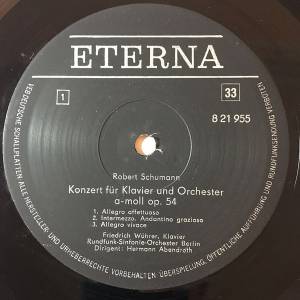 ETERNA
1
33
8 21 955
Robert Schumann
Konzert für Klavier und Orchester
a-moll op. 54
1. Allegro affettuoso
2. Intermezzo. Andantino grazioso
3. Allegro vivace
Friedrich Wührer, Klavier
Rundfunk-Sinfonie-Orchester Berlin
Dirigent: Hermann Abendroth
VEB DEUTSCHE SCHALLPLATTEN · ALLE HERSTELLER- UND URHEBERRECHTE VORBEHALTEN · ÜBERSPIELUNG, ÖFFENTLICHE AUFFÜHRUNG UND RUNDFUNKSENDUNG VERBOTEN